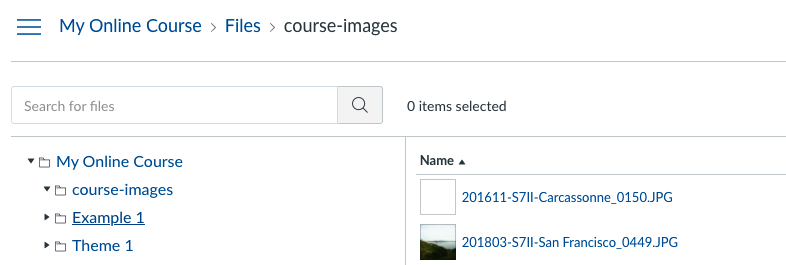 My Online Course > Files > course-images
Search for files
0 items selected
My Online Course
course-images
Example 1
Theme 1
Name
201611-S7II-Carcassonne_0150.JPG
201803-S7II-San Francisco_0449.JPG